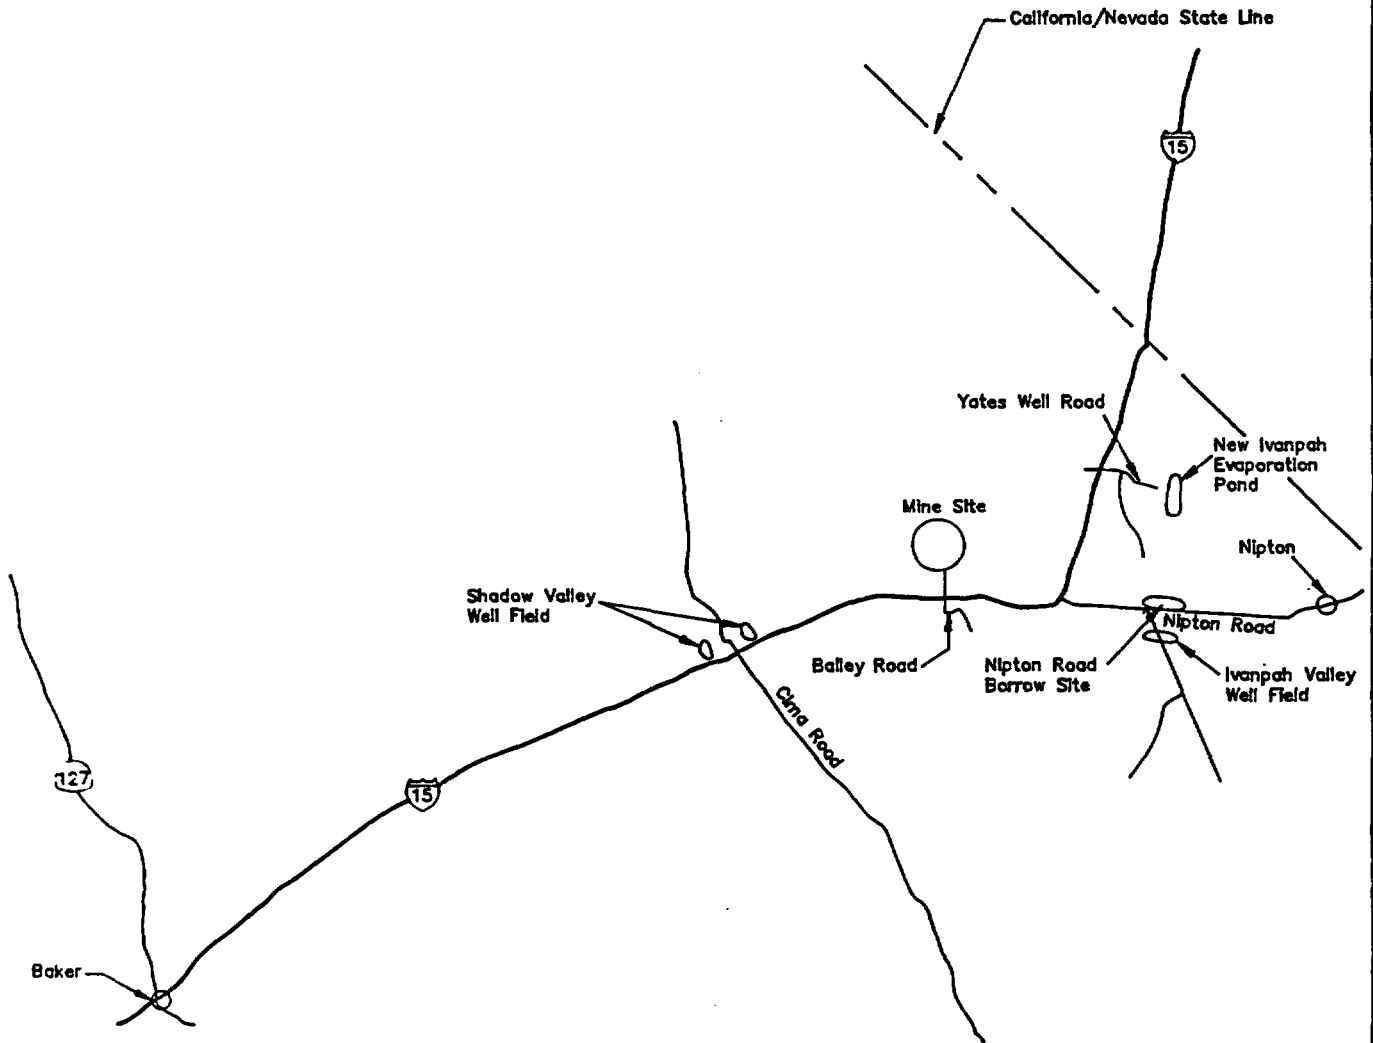 California/Nevada State Line
15
Yates Well Road
New Ivanpah
Evaporation
Pond
Mine Site
Nipton
Shadow Valley
Well Field
Nipton Road
Bailey Road
Nipton Road
Borrow Site
Ivanpah Valley
Well Field
Cima Road
127
15
Baker